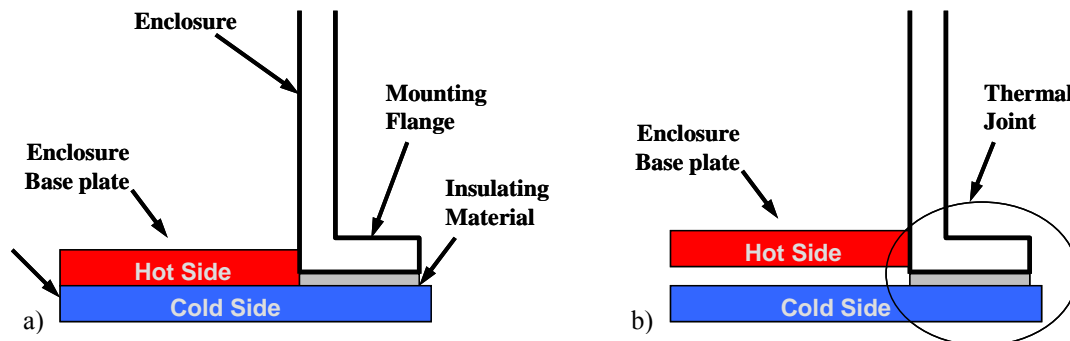 Enclosure
Mounting
Flange
Enclosure
Base plate
Insulating
Material
Hot Side
Cold Side
a)
Thermal
Joint
Enclosure
Base plate
Hot Side
Cold Side
b)